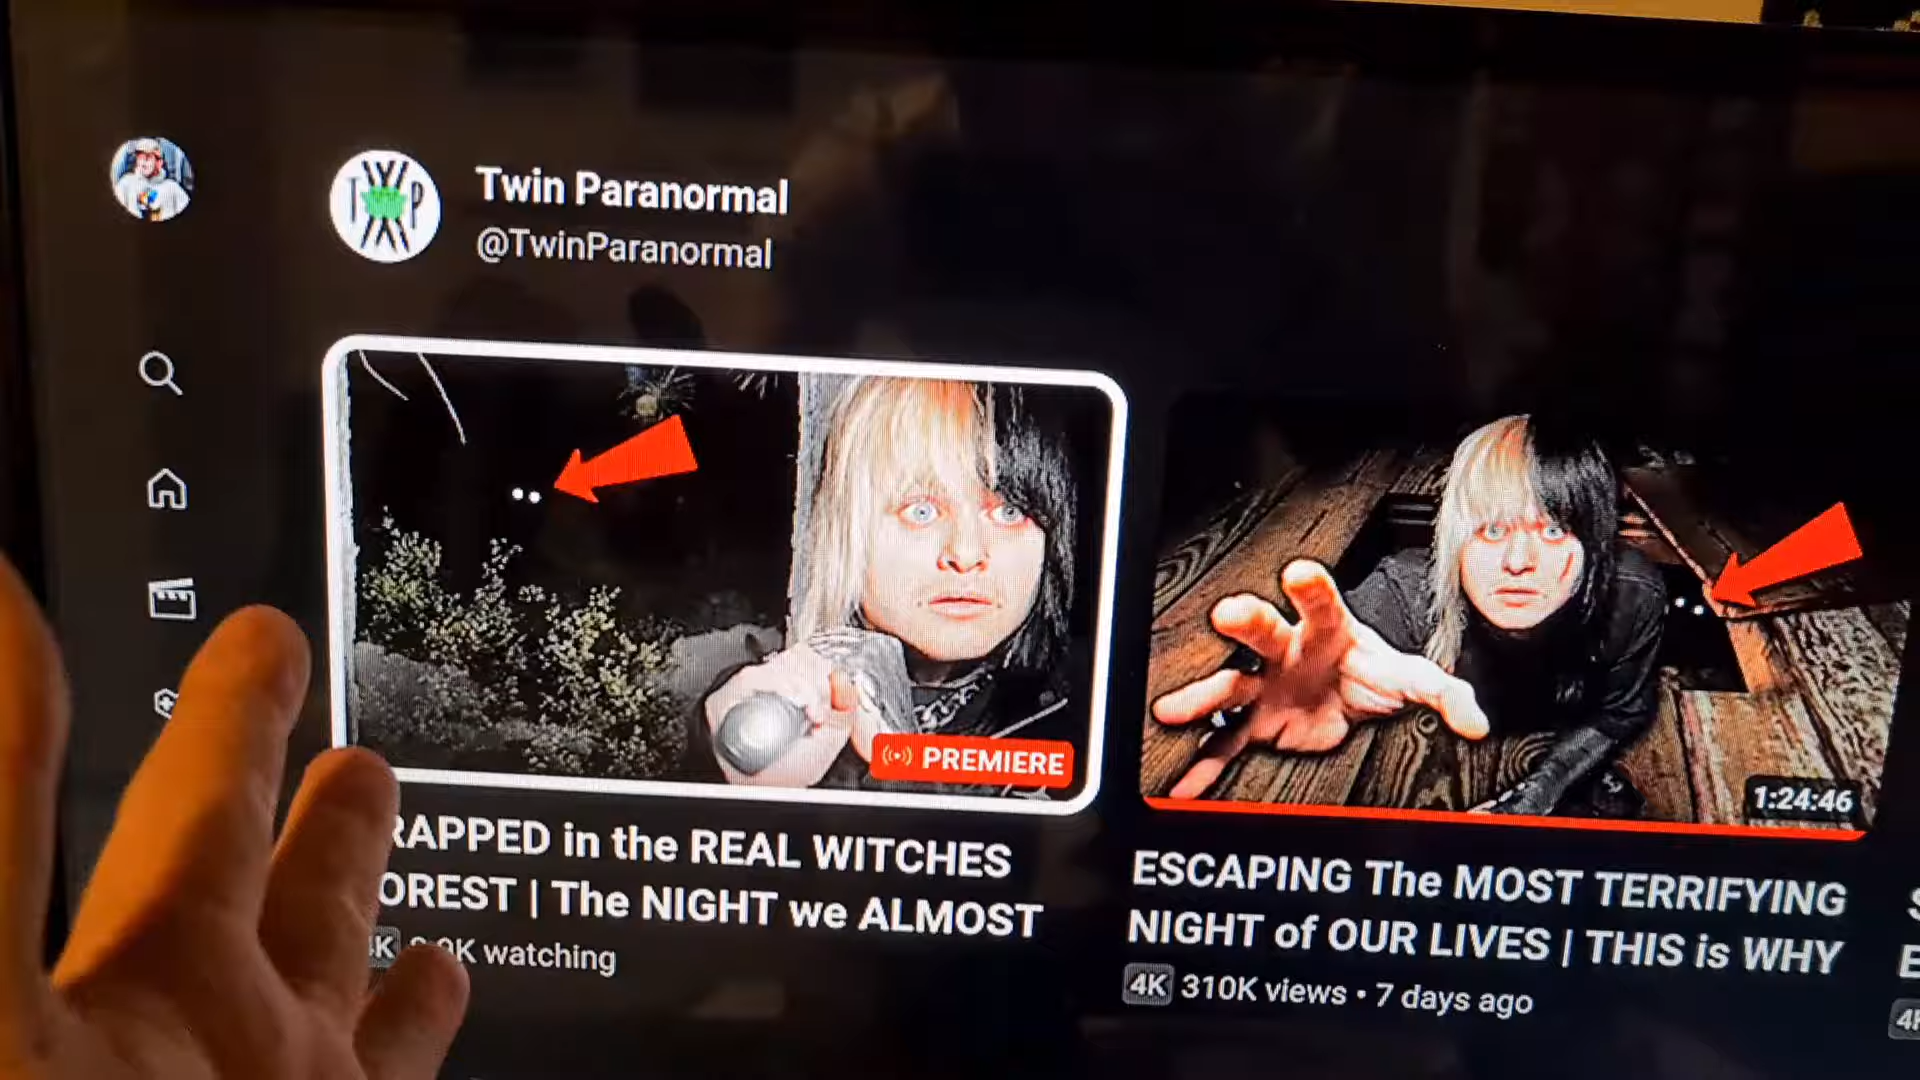 T P
Twin Paranormal
@TwinParanormal
PREMIERE
1:24:46
RAPPED in the REAL WITCHES
OREST | The NIGHT we ALMOST
watching
ESCAPING The MOST TERRIFYING
NIGHT of OUR LIVES | THIS is WHY
4K 310K views • 7 days ago